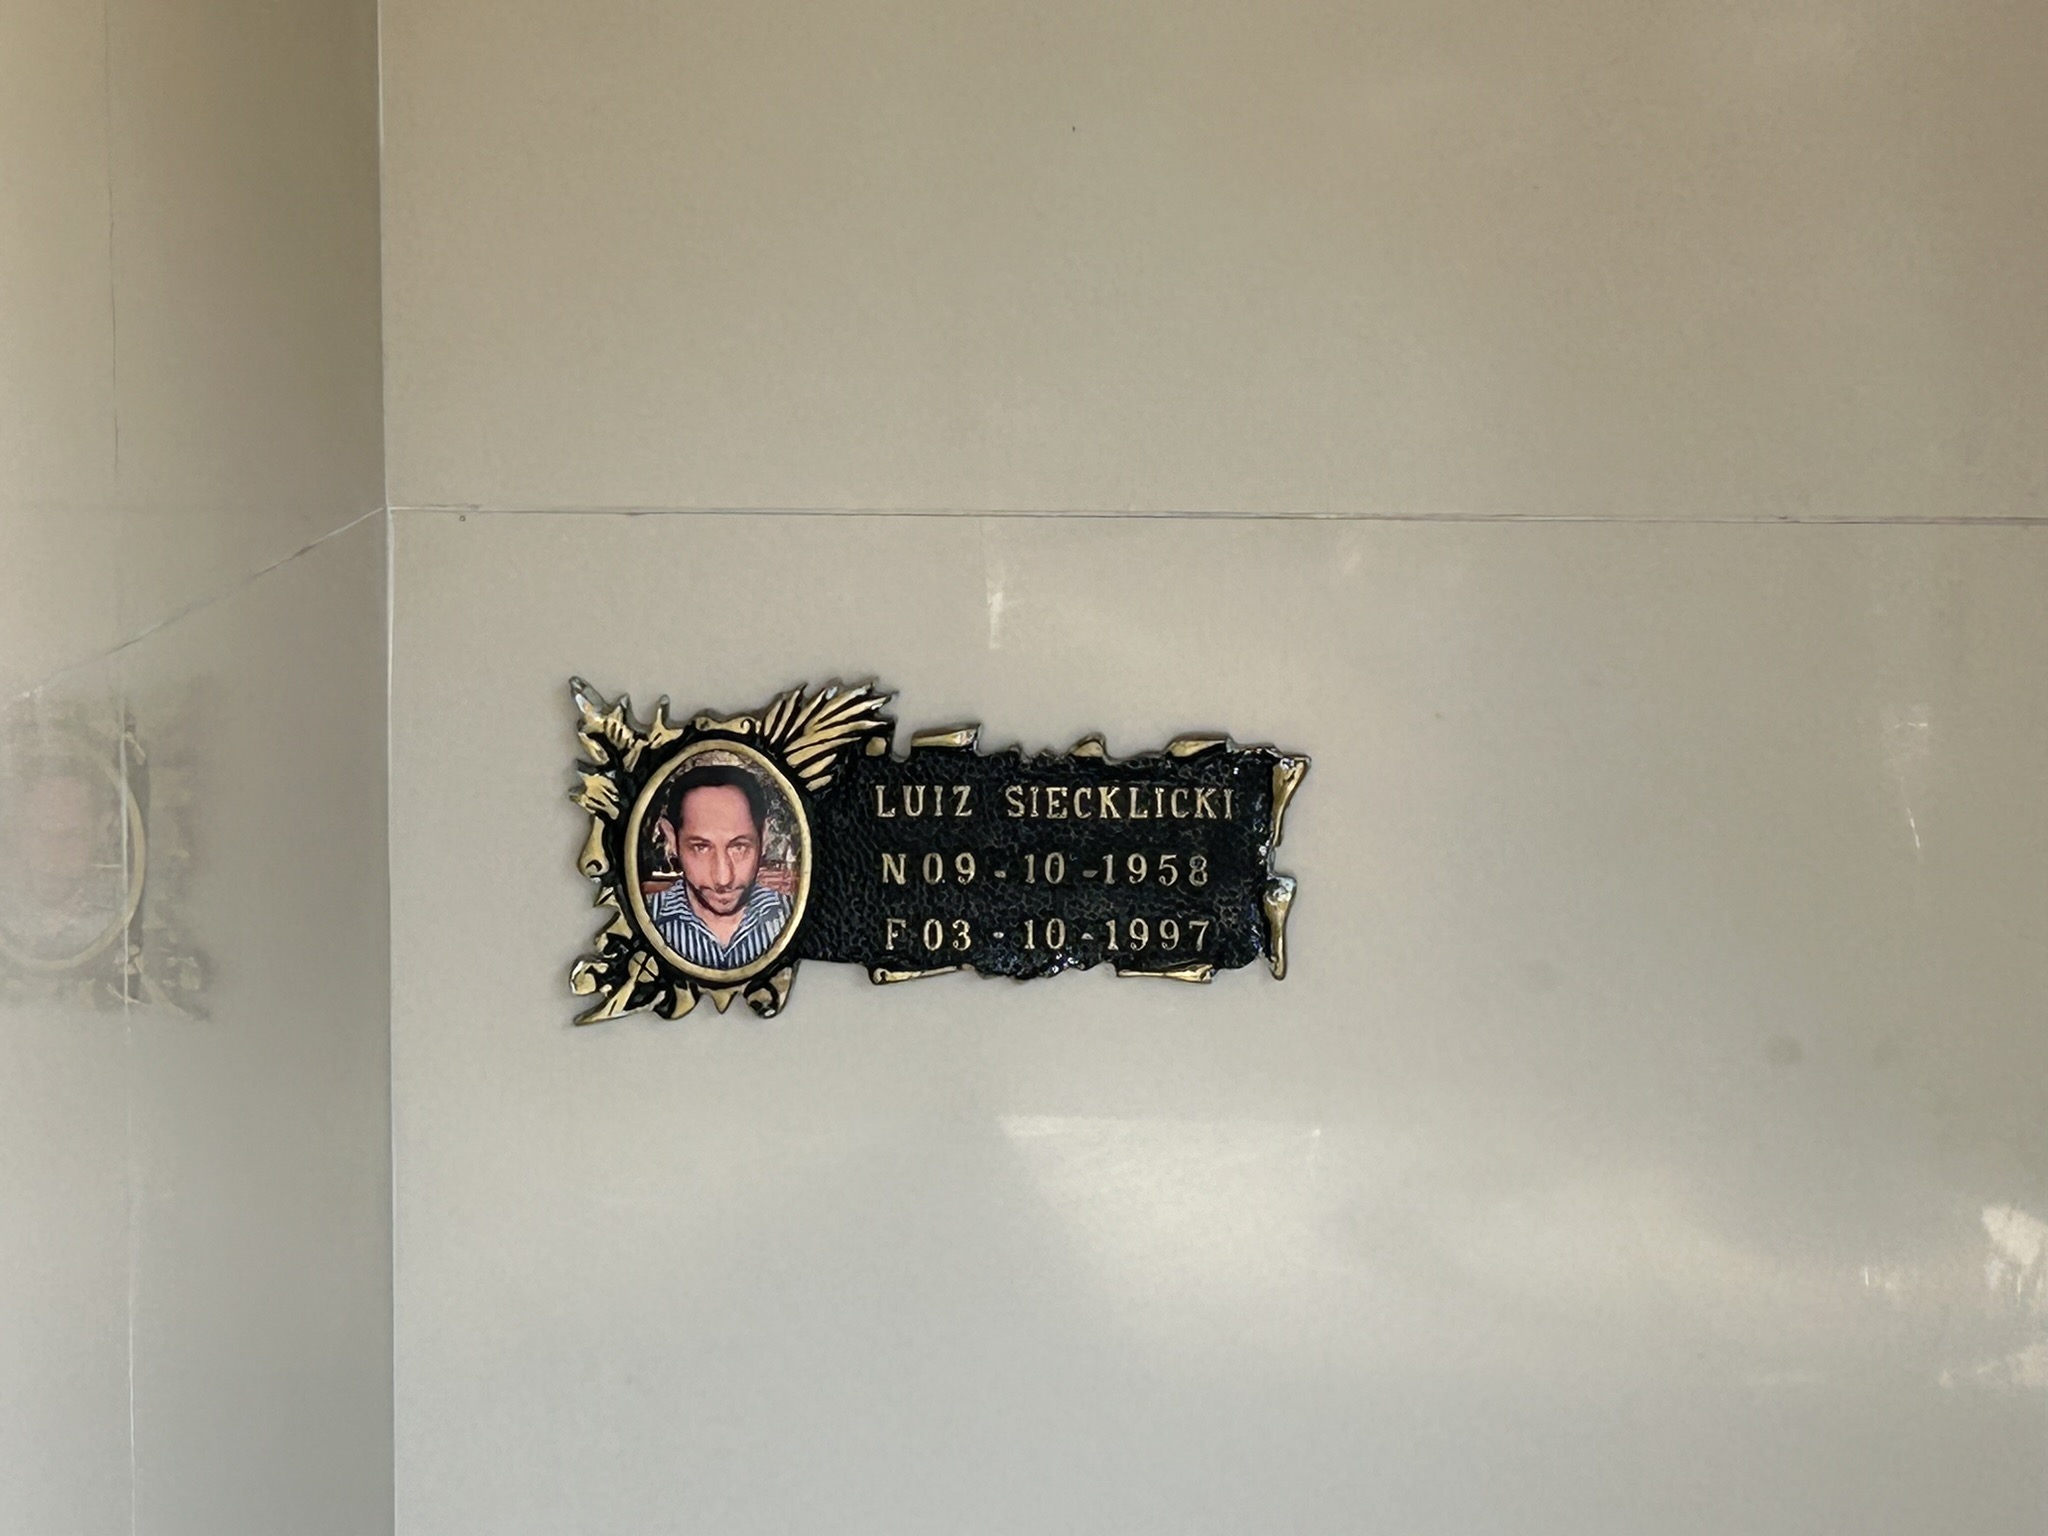 LUIZ SIECKLICKI
N 09-10-1958
F 03-10-1997